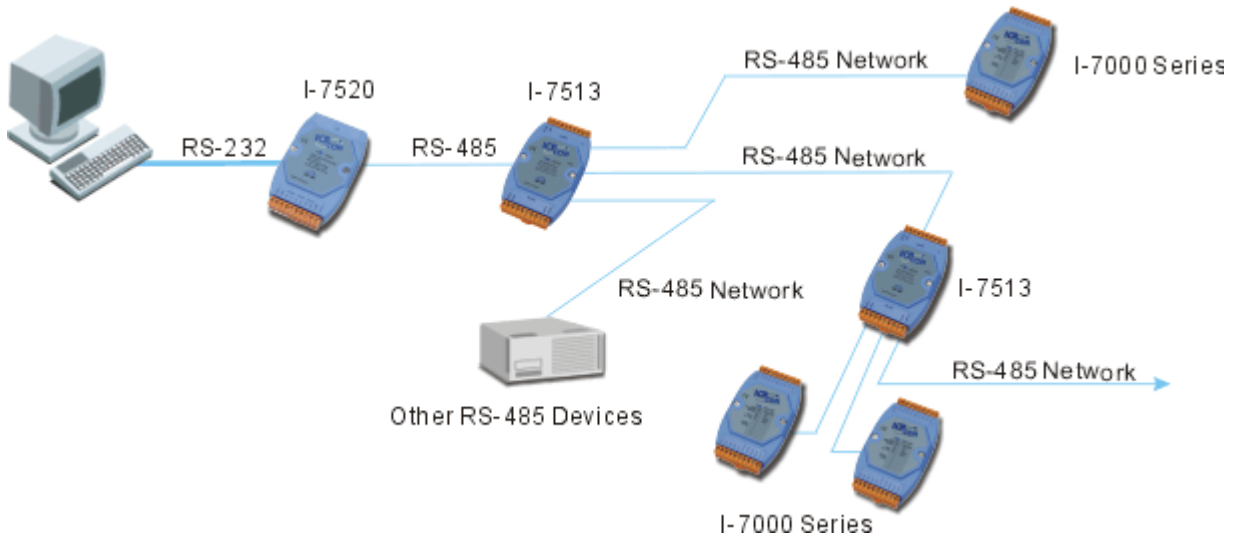 RS-485 Network
I-7000 Series
I-7520
I-7513
RS-232
RS-485
RS-485 Network
RS-485 Network
I-7513
RS-485 Network
Other RS-485 Devices
I-7000 Series